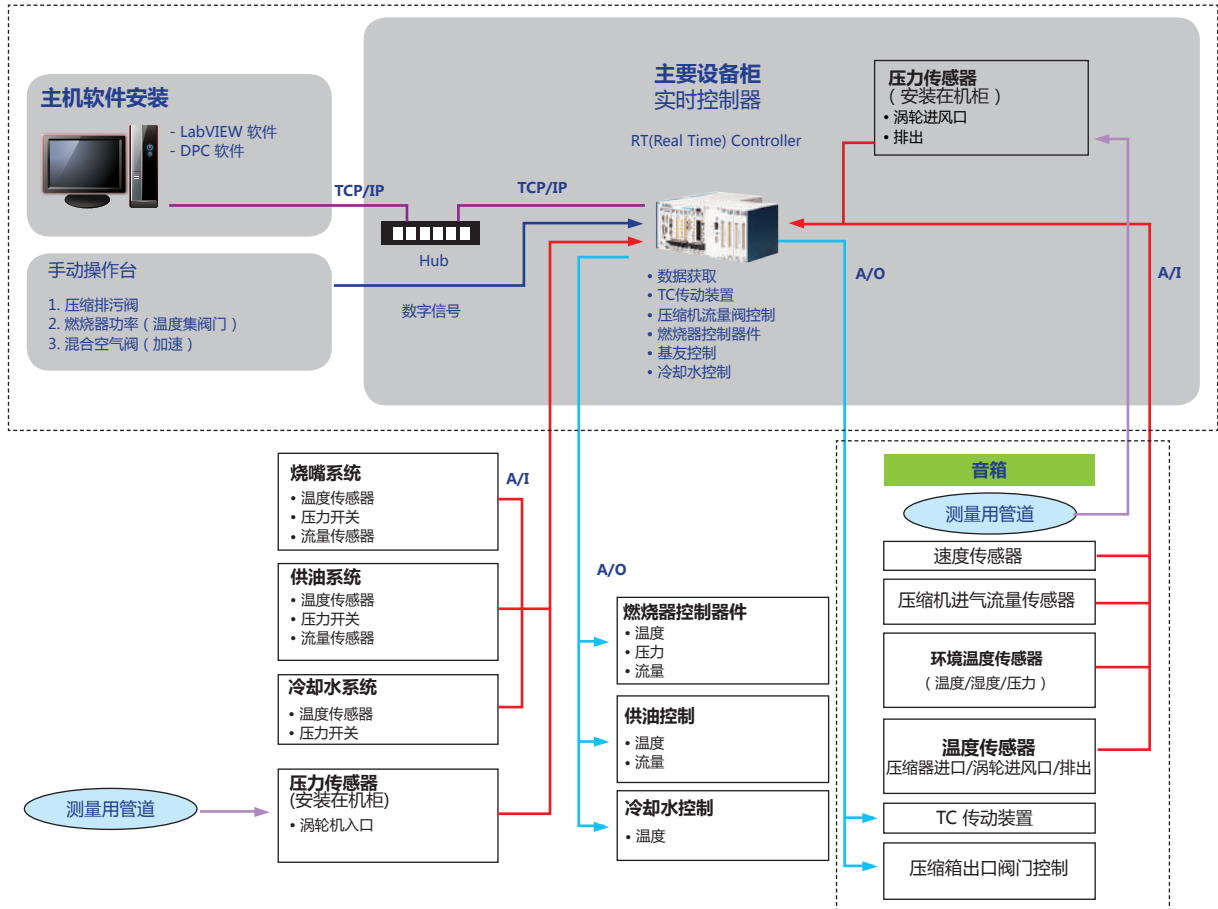 主机软件安装
- LabVIEW 软件
- DPC 软件
TCP/IP
手动操作台
1. 压缩排污阀
2. 燃烧器功率（温度集阀门）
3. 混合空气阀（加速）
主要设备柜
实时控制器
RT(Real Time) Controller
TCP/IP
Hub
数字信号
• 数据获取
• TC传动装置
• 压缩机流量阀控制
• 燃烧器控制器件
• 基友控制
• 冷却水控制
压力传感器
（安装在机柜）
• 涡轮进风口
• 排出
A/O
A/I
烧嘴系统
• 温度传感器
• 压力开关
• 流量传感器
A/I
供油系统
• 温度传感器
• 压力开关
• 流量传感器
冷却水系统
• 温度传感器
• 压力开关
测量用管道
压力传感器
(安装在机柜)
• 涡轮机入口
A/O
燃烧器控制器件
• 温度
• 压力
• 流量
供油控制
• 温度
• 流量
冷却水控制
• 温度
音箱
测量用管道
速度传感器
压缩机进气流量传感器
环境温度传感器
（温度/湿度/压力）
温度传感器
压缩器进口/涡轮进风口/排出
TC 传动装置
压缩箱出口阀门控制